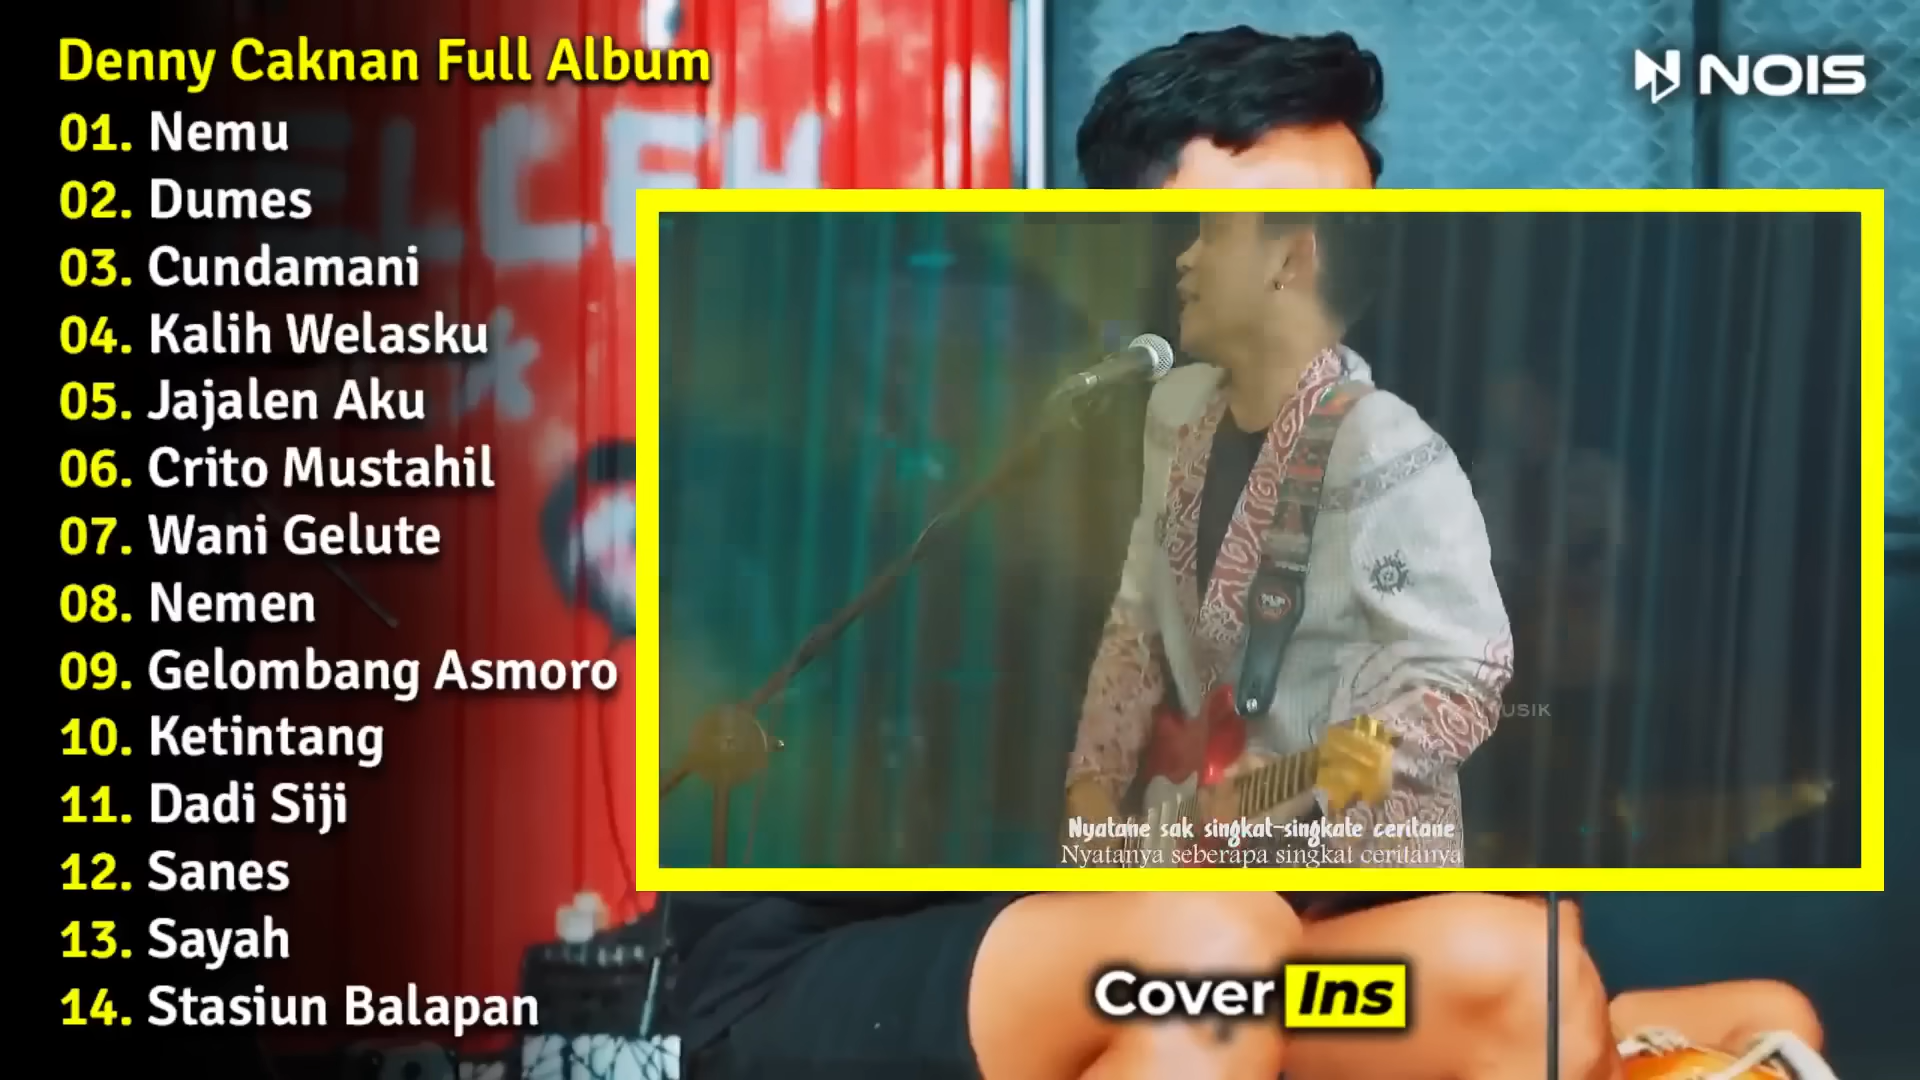 Denny Caknan Full Album
NOIS
01. Nemu
02. Dumes
03. Cundamani
04. Kalih Welasku
05. Jajalen Aku
06. Crito Mustahil
07. Wani Gelute
08. Nemen
09. Gelombang Asmoro
10. Ketintang
11. Dadi Siji
12. Sanes
13. Sayah
14. Stasiun Balapan
Nyatane sak singkat-singkate ceritane
Nyatanya seberapa singkat ceritanya
Cover Ins